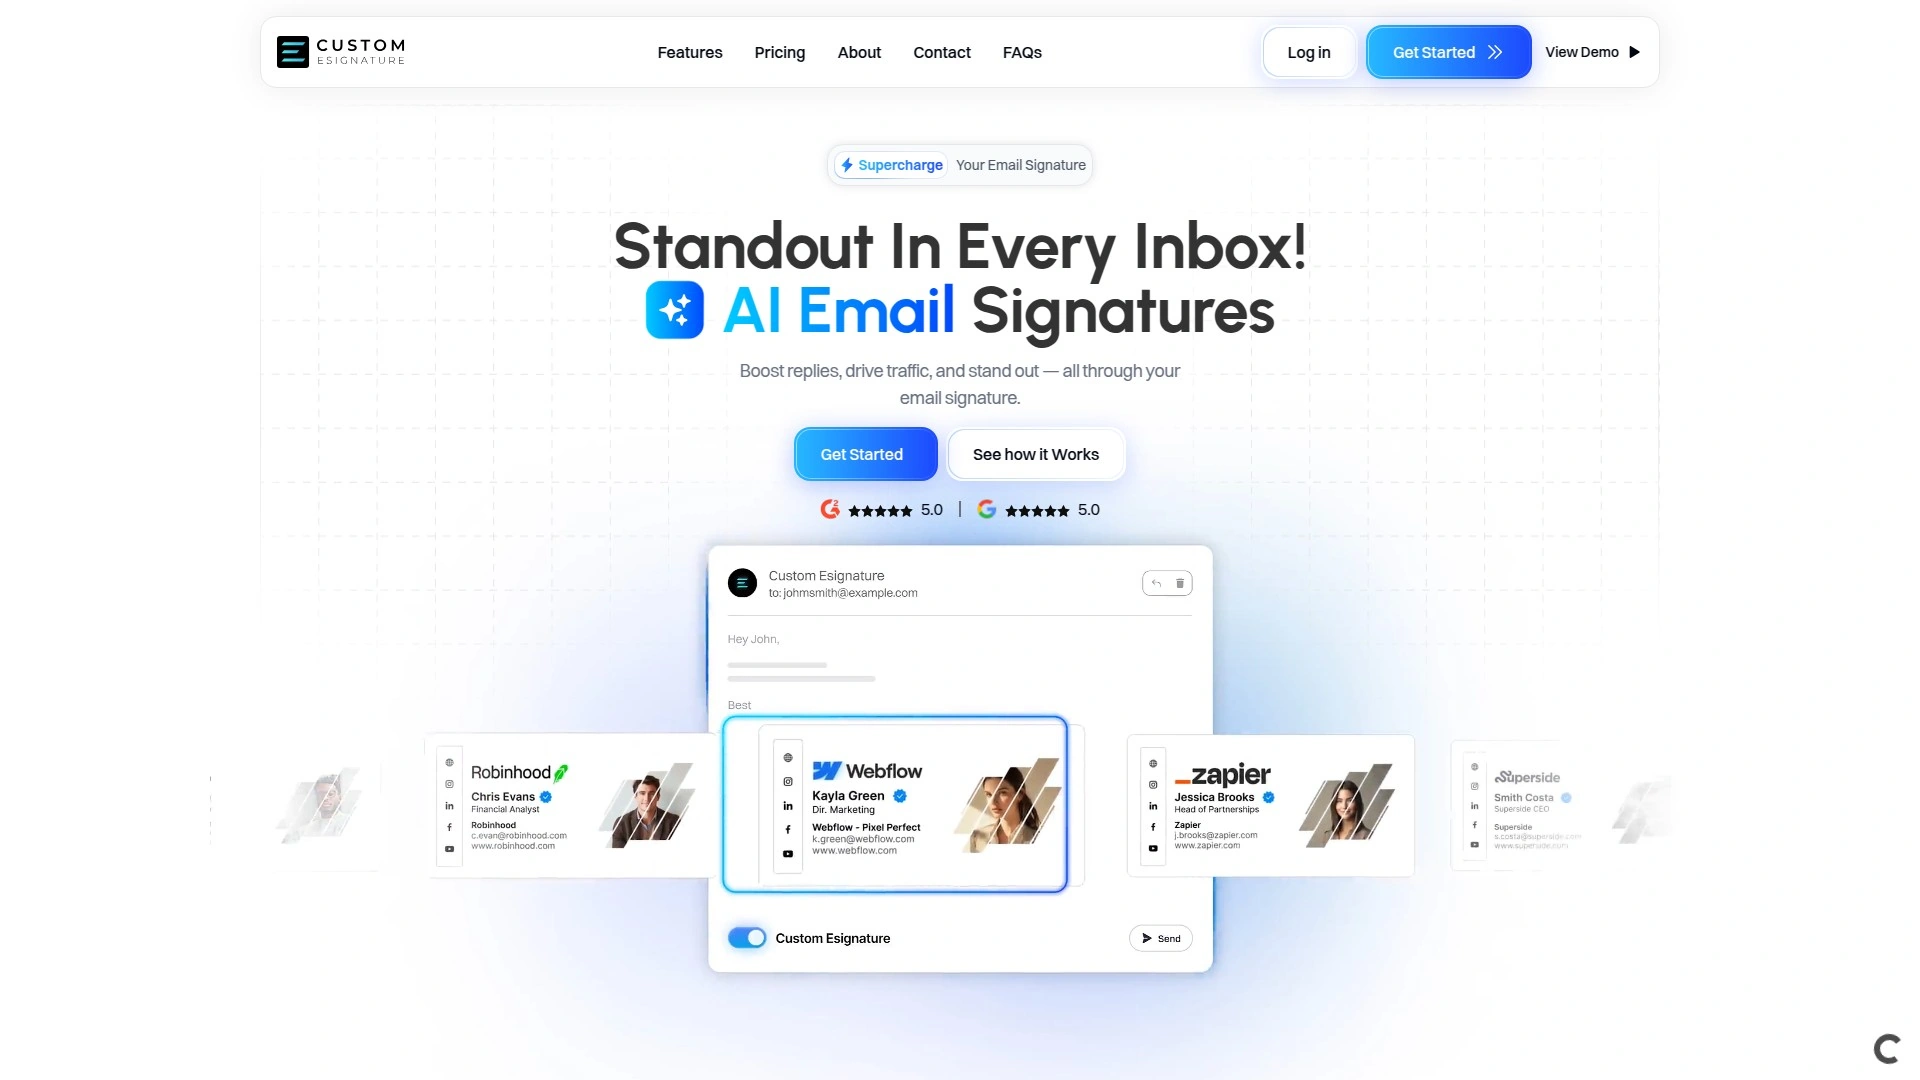 CUSTOM
ESIGNATURE
Features
Pricing
About
Contact
FAQs
Log in
Get Started
View Demo
Supercharge Your Email Signature
Standout In Every Inbox!
AI Email Signatures
Boost replies, drive traffic, and stand out — all through your
email signature.
Get Started
See how it Works
5.0 | 5.0
Custom Esignature
to: johmsmith@example.com
Hey John,
Best
Robinhood
Chris Evans
Financial Analyst
Robinhood
c.evan@robinhood.com
www.robinhood.com
Webflow
Kayla Green
Dir. Marketing
Webflow - Pixel Perfect
k.green@webflow.com
www.webflow.com
zapier
Jessica Brooks
Head of Partnerships
Zapier
j.brooks@zapier.com
www.zapier.com
Superside
Smith Costa
Superside CEO
Superside
s.costa@superside.com
www.superside.com
Custom Esignature
Send